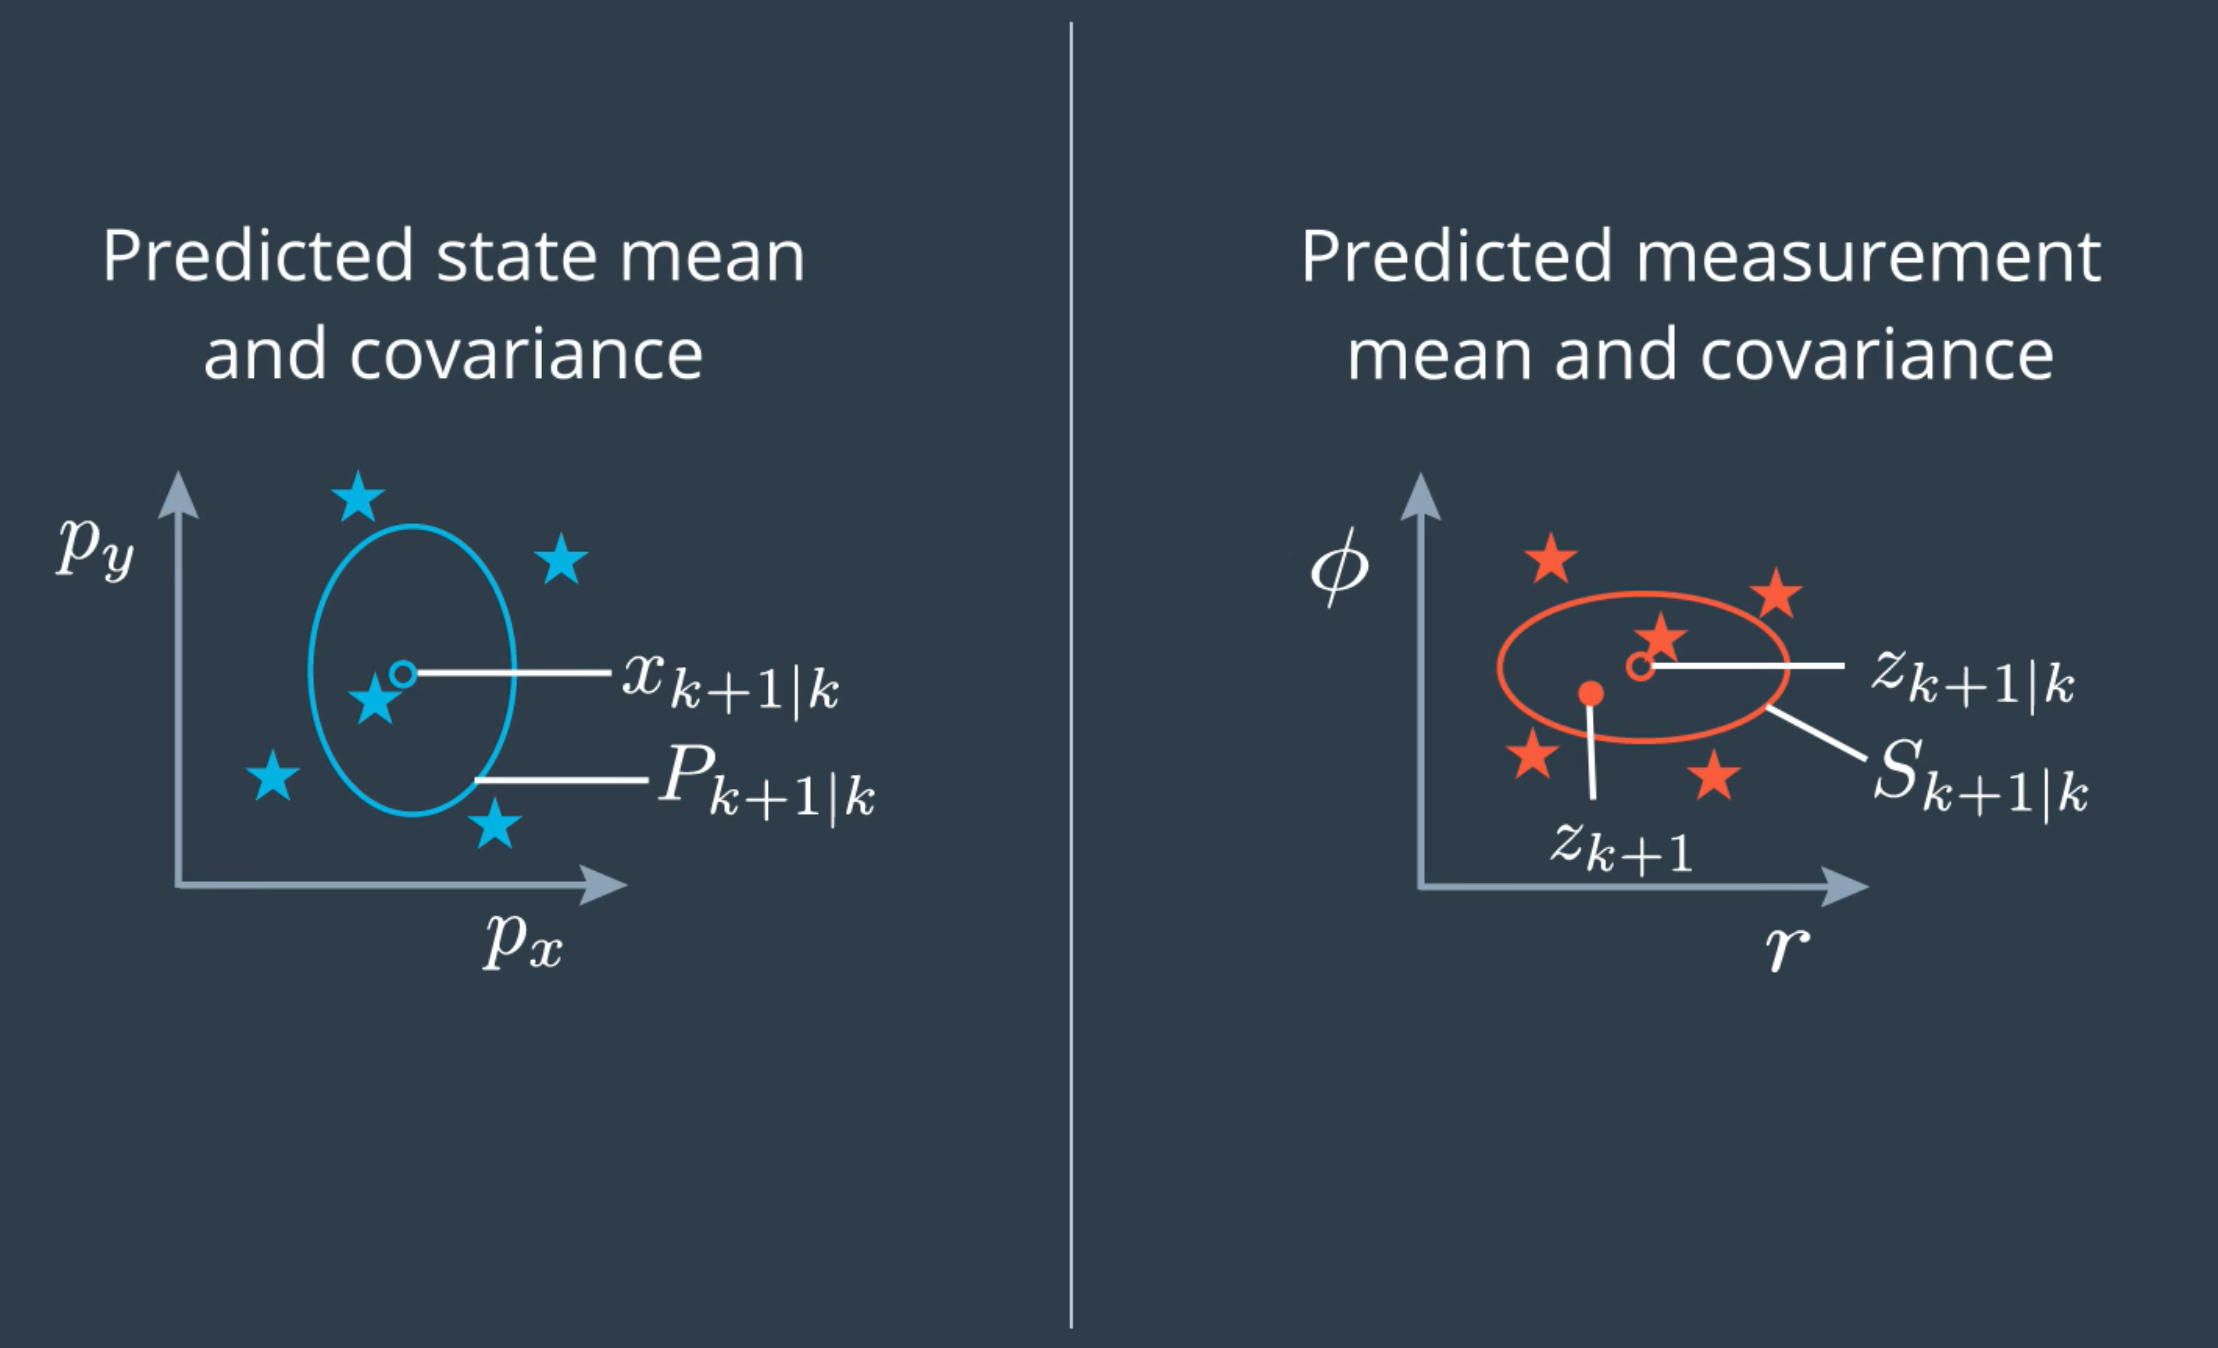 Predicted state mean
and covariance
p_y
x_{k+1|k}
P_{k+1|k}
p_x
Predicted measurement
mean and covariance
ϕ
z_{k+1|k}
S_{k+1|k}
z_{k+1}
r